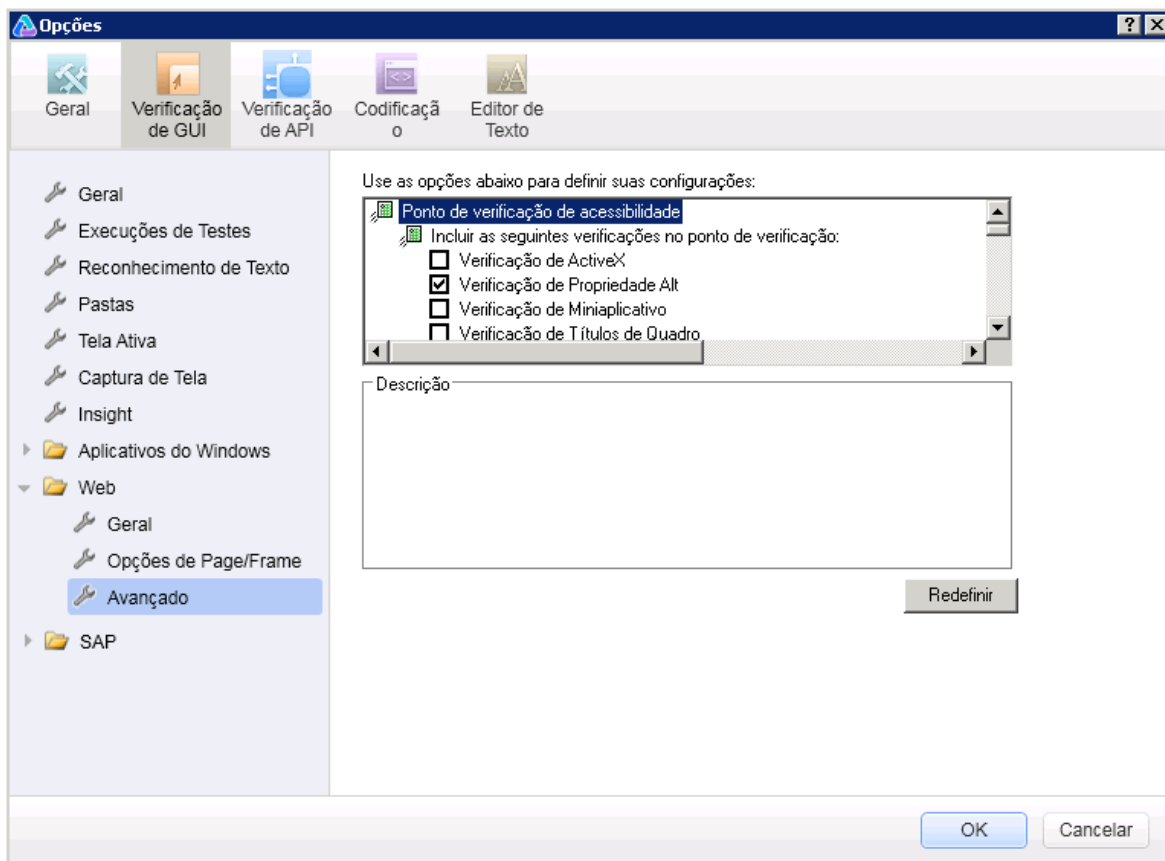 Opções
Geral
Verificação
de GUI
Verificação
de API
Codificaçã
o
Editor de
Texto
Geral
Execuções de Testes
Reconhecimento de Texto
Pastas
Tela Ativa
Captura de Tela
Insight
Aplicativos do Windows
Web
Geral
Opções de Page/Frame
Avançado
SAP
Use as opções abaixo para definir suas configurações:
Ponto de verificação de acessibilidade
Incluir as seguintes verificações no ponto de verificação:
Verificação de ActiveX
Verificação de Propriedade Alt
Verificação de Miniaplicativo
Verificação de Títulos de Quadro
Descrição
Redefinir
OK
Cancelar